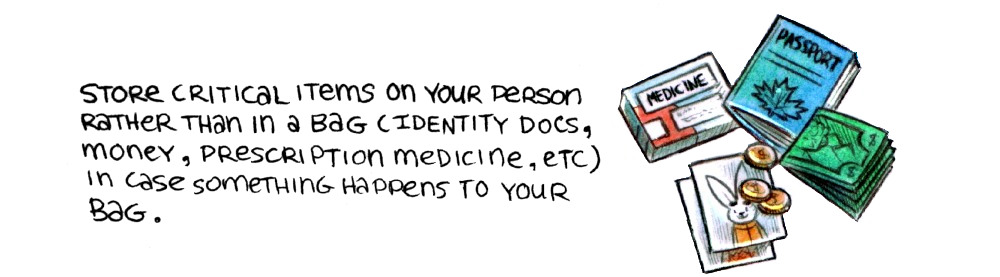 STORE CRITICAL ITEMS ON YOUR PERSON
RATHER THAN IN A BAG (IDENTITY DOCS,
MONEY, PRESCRIPTION MEDICINE, ETC)
IN CASE SOMETHING HAPPENS TO YOUR
BAG.
MEDICINE
PASSPORT
$
$